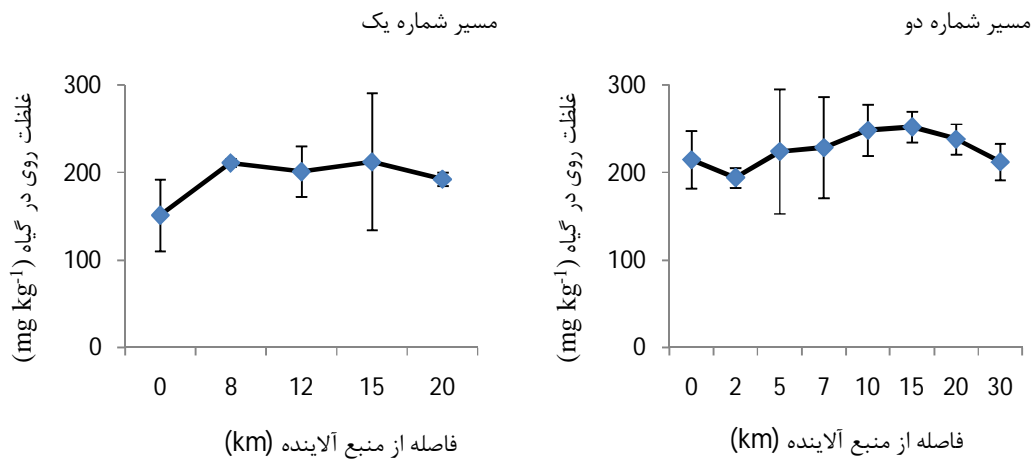 مسیر شماره یک
غلظت روی در گیاه (mg kg-1)
300
200
100
0
0 8 12 15 20
فاصله از منبع آلاینده (km)
مسیر شماره دو
غلظت روی در گیاه (mg kg-1)
300
200
100
0
0 2 5 7 10 15 20 30
فاصله از منبع آلاینده (km)